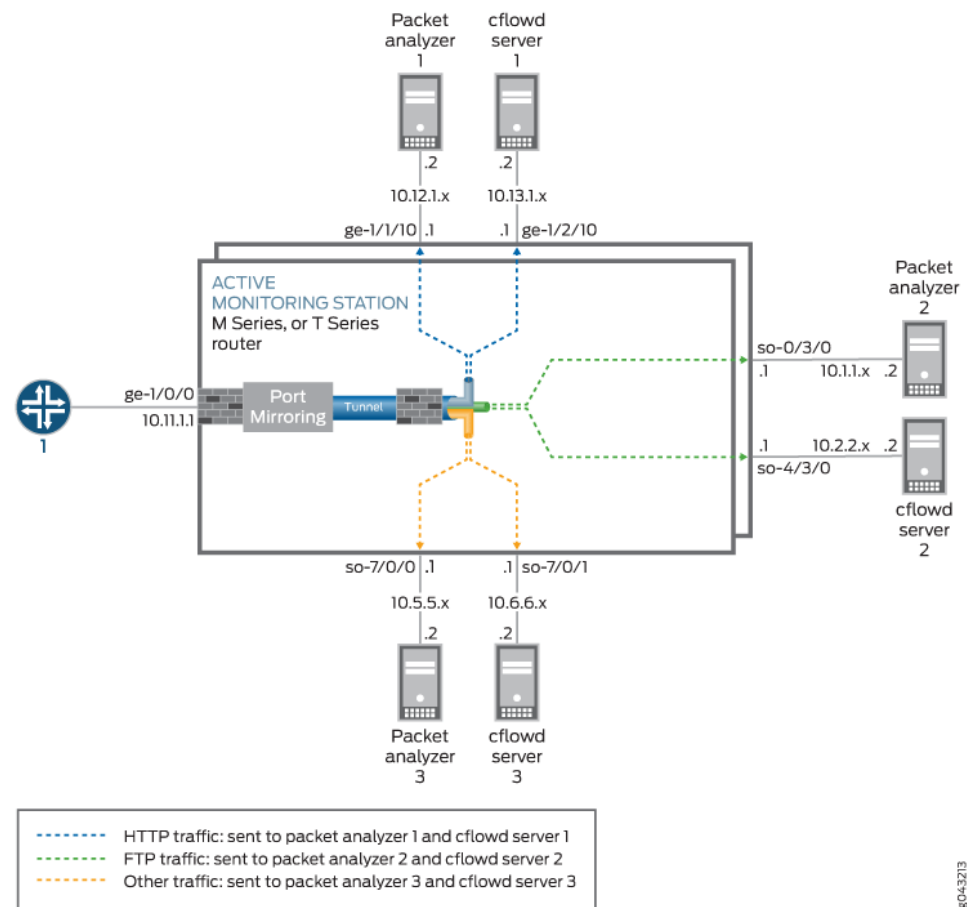 Packet
analyzer
1
cflowd
server
1
.2
.2
10.12.1.x
10.13.1.x
ge-1/1/10 .1
.1 ge-1/2/10
ACTIVE
MONITORING STATION
M Series, or T Series
router
Packet
analyzer
2
so-0/3/0
.1 10.1.1.x .2
ge-1/0/0
10.11.1.1
Port
Mirroring
Tunnel
1
.1 10.2.2.x .2
so-4/3/0
cflowd
server
2
so-7/0/0 .1
.1 so-7/0/1
10.5.5.x
10.6.6.x
.2
.2
Packet
analyzer
3
cflowd
server
3
HTTP traffic: sent to packet analyzer 1 and cflowd server 1
FTP traffic: sent to packet analyzer 2 and cflowd server 2
Other traffic: sent to packet analyzer 3 and cflowd server 3
g043213